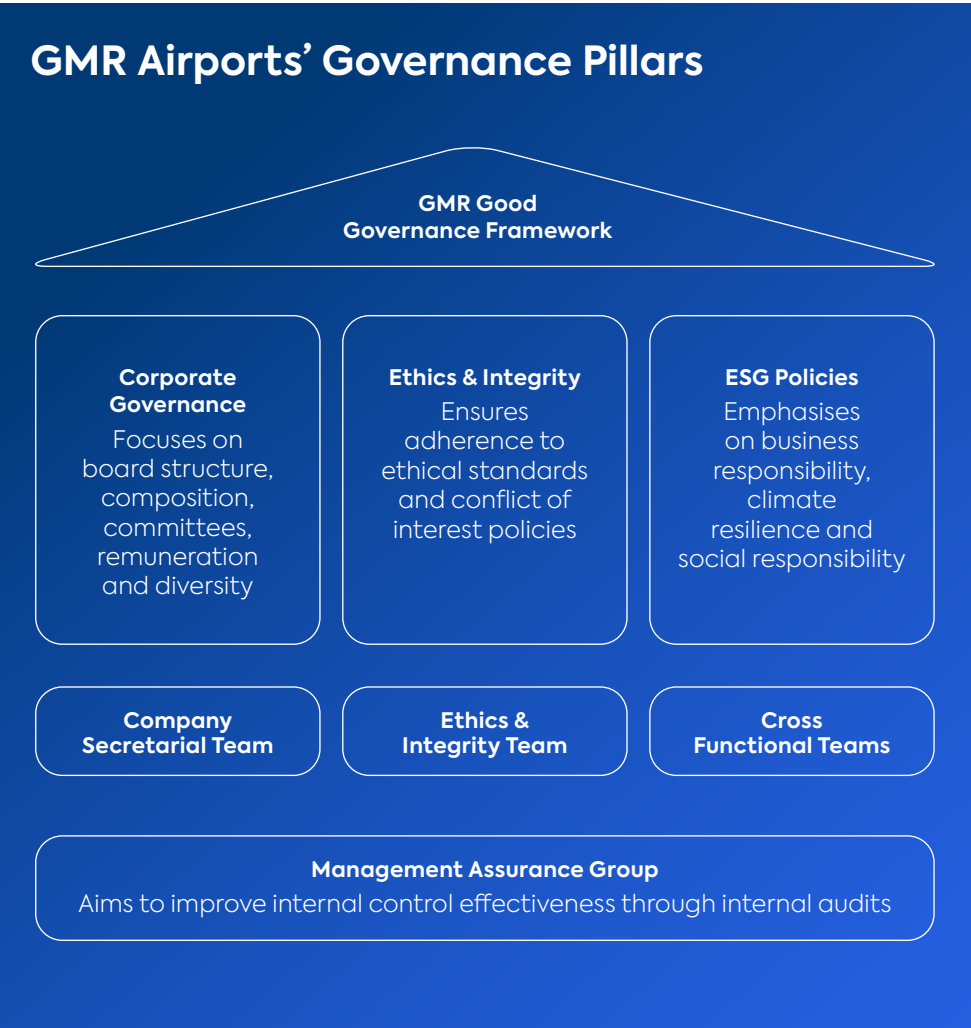 GMR Airports’ Governance Pillars
GMR Good
Governance Framework
Corporate
Governance
Focuses on
board structure,
composition,
committees,
remuneration
and diversity
Ethics & Integrity
Ensures
adherence to
ethical standards
and conflict of
interest policies
ESG Policies
Emphasises
on business
responsibility,
climate
resilience and
social responsibility
Company
Secretarial Team
Ethics &
Integrity Team
Cross
Functional Teams
Management Assurance Group
Aims to improve internal control effectiveness through internal audits